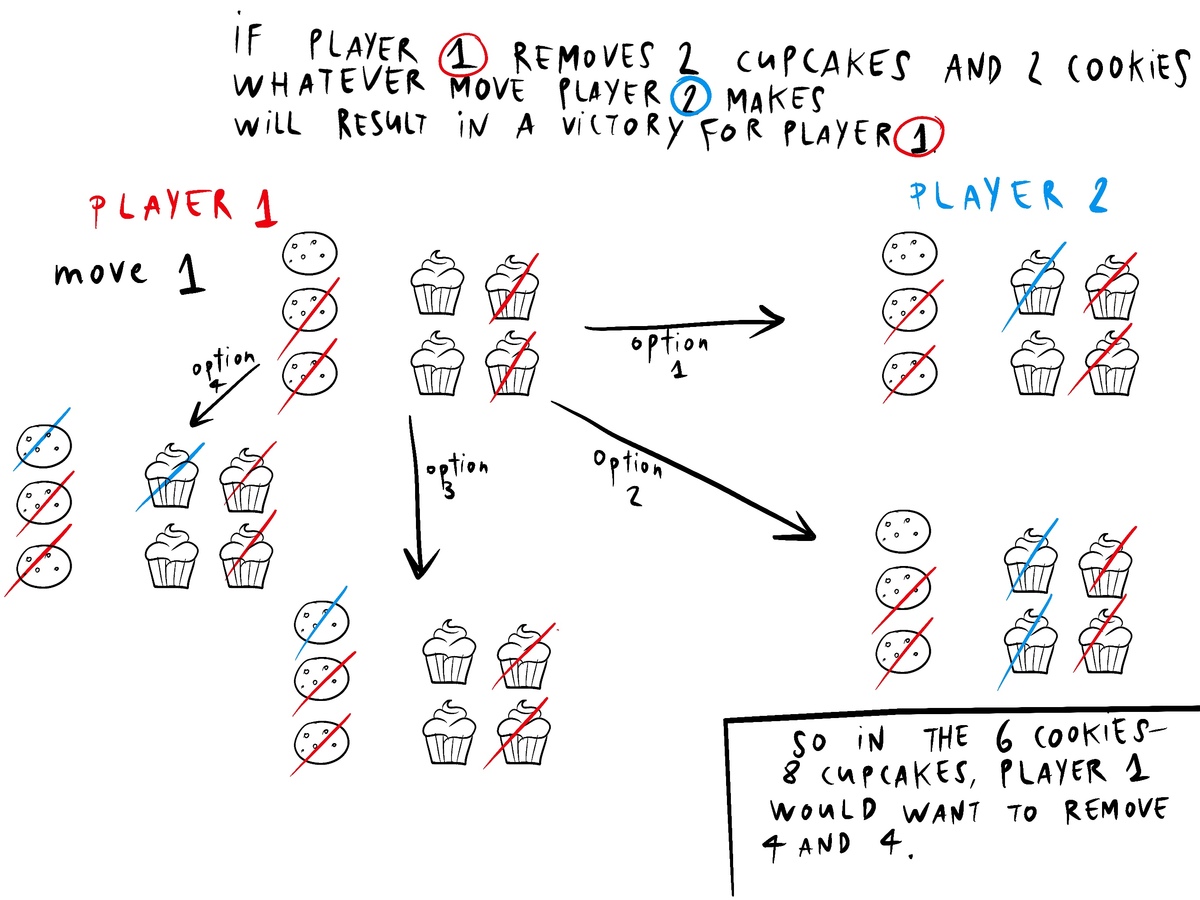 iF PLAYER 1 REMOVES 2 CUPCAKES AND 2 COOKiES
WHATEVER MOVE PLAYER 2 MAKES
WiLL RESULT iN A ViCTORY FOR PLAYER 1
PLAYER 1
PLAYER 2
move 1
option
1
option
4
option
3
option
2
SO iN THE 6 COOKiES-
8 CUPCAKES, PLAYER 1
WOULD WANT TO REMOVE
4 AND 4.